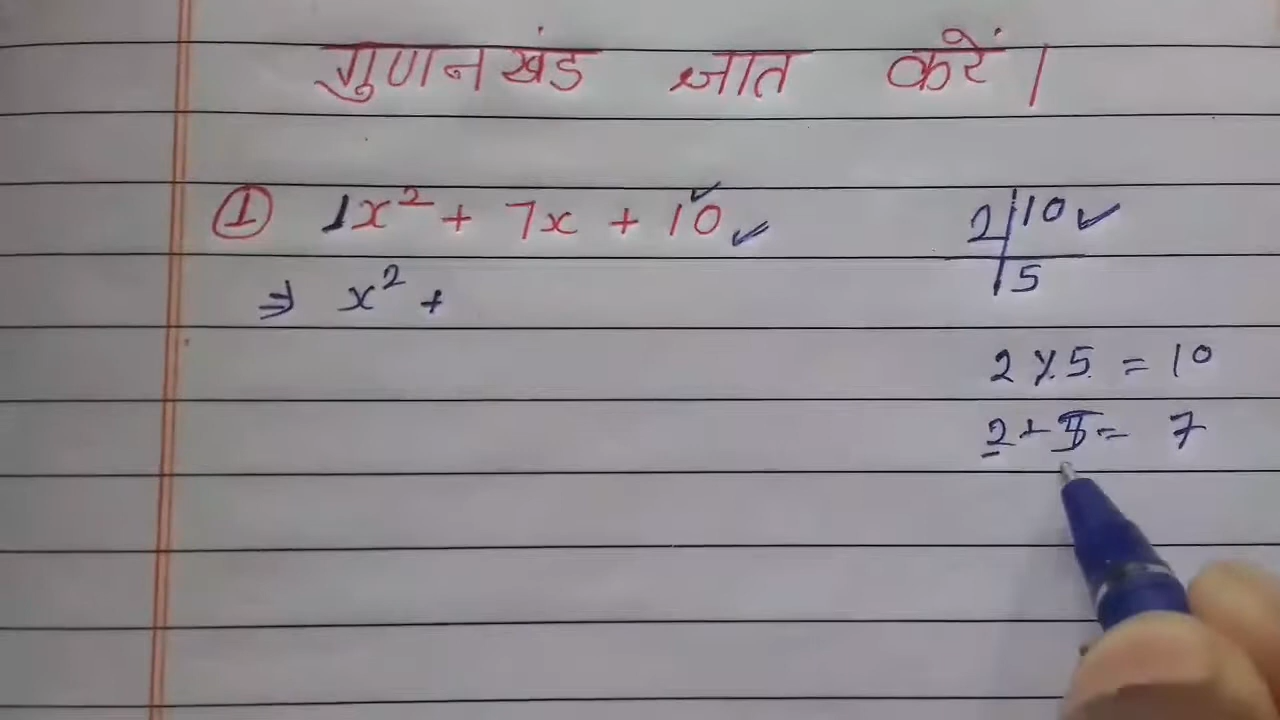 गुणनखंड ज्ञात करें।
① 1x² + 7x + 10 ✓
2|10 ✓
5
⇒ x² +
2 × 5 = 10
2 + 5 = 7